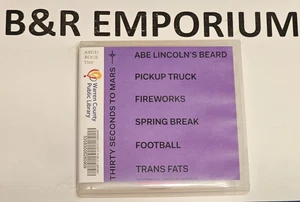 B&R EMPORIUM
THIRTY SECONDS TO MARS
ABE LINCOLN'S BEARD
PICKUP TRUCK
FIREWORKS
SPRING BREAK
FOOTBALL
TRANS FATS
Warren County
Public Library